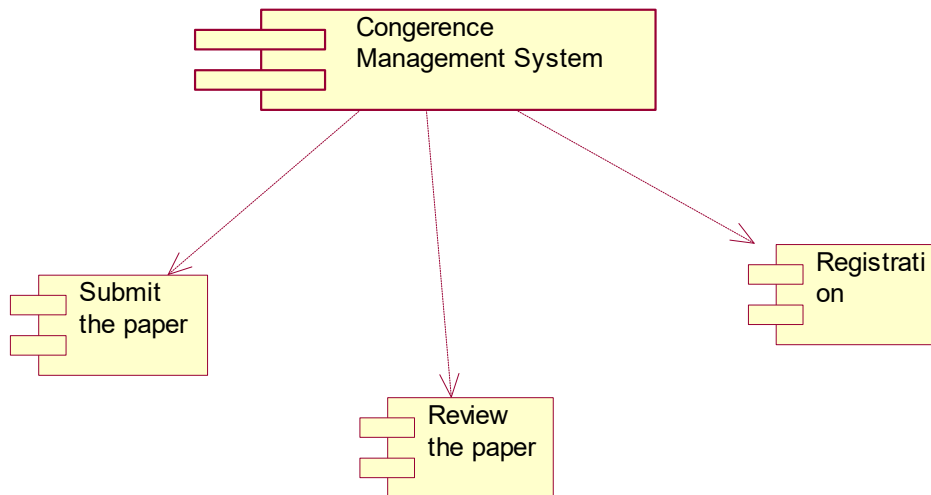 Congerence
Management System
Submit
the paper
Registrati
on
Review
the paper